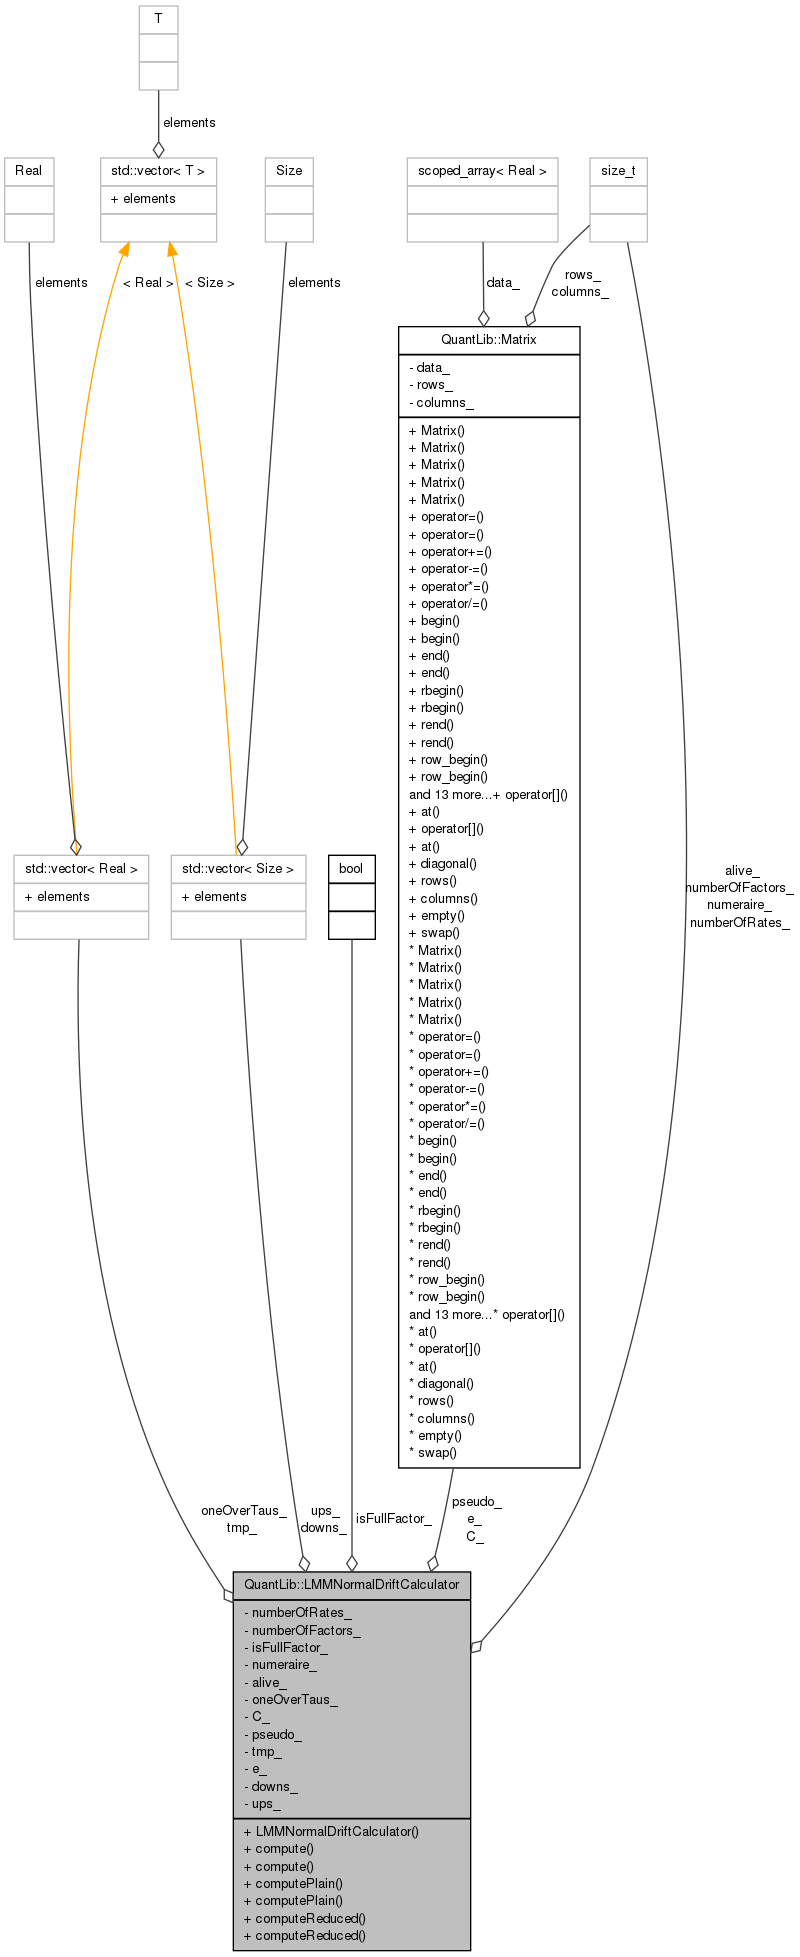 T
elements
Real
std::vector< T >
+ elements
Size
scoped_array< Real >
size_t
elements
< Real >
< Size >
elements
data_
rows_
columns_
QuantLib::Matrix
- data_
- rows_
- columns_
+ Matrix()
+ Matrix()
+ Matrix()
+ Matrix()
+ Matrix()
+ operator=()
+ operator=()
+ operator+=()
+ operator-=()
+ operator*=()
+ operator/=()
+ begin()
+ begin()
+ end()
+ end()
+ rbegin()
+ rbegin()
+ rend()
+ rend()
+ row_begin()
+ row_begin()
and 13 more...+ operator[]()
+ at()
+ operator[]()
+ at()
+ diagonal()
+ rows()
+ columns()
+ empty()
+ swap()
* Matrix()
* Matrix()
* Matrix()
* Matrix()
* Matrix()
* operator=()
* operator=()
* operator+=()
* operator-=()
* operator*=()
* operator/=()
* begin()
* begin()
* end()
* end()
* rbegin()
* rbegin()
* rend()
* rend()
* row_begin()
* row_begin()
and 13 more...* operator[]()
* at()
* operator[]()
* at()
* diagonal()
* rows()
* columns()
* empty()
* swap()
std::vector< Real >
+ elements
std::vector< Size >
+ elements
bool
alive_
numberOfFactors_
numeraire_
numberOfRates_
oneOverTaus_
tmp_
ups_
downs_
isFullFactor_
pseudo_
e_
C_
QuantLib::LMMNormalDriftCalculator
- numberOfRates_
- numberOfFactors_
- isFullFactor_
- numeraire_
- alive_
- oneOverTaus_
- C_
- pseudo_
- tmp_
- e_
- downs_
- ups_
+ LMMNormalDriftCalculator()
+ compute()
+ compute()
+ computePlain()
+ computePlain()
+ computeReduced()
+ computeReduced()